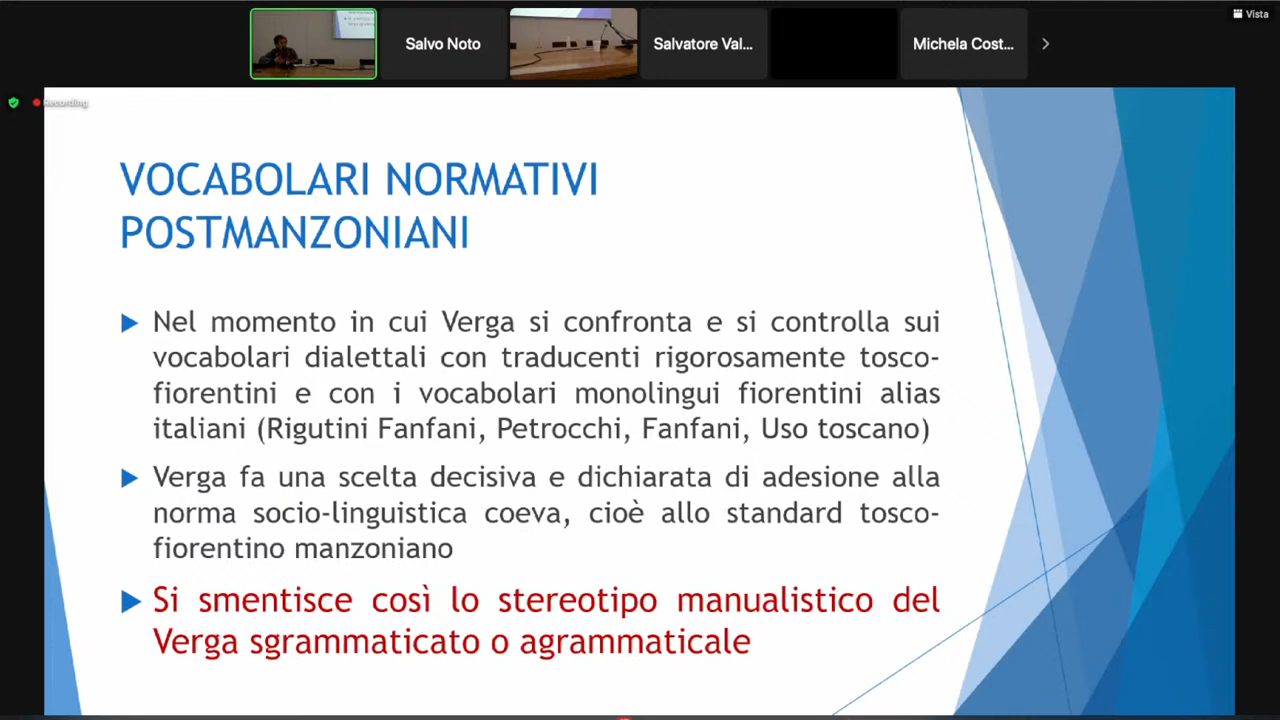 Vista
Salvo Noto
Salvatore Val...
Michela Cost...
Recording
VOCABOLARI NORMATIVI
POSTMANZONIANI
Nel momento in cui Verga si confronta e si controlla sui
vocabolari dialettali con traducenti rigorosamente tosco-
fiorentini e con i vocabolari monolingui fiorentini alias
italiani (Rigutini Fanfani, Petrocchi, Fanfani, Uso toscano)
Verga fa una scelta decisiva e dichiarata di adesione alla
norma socio-linguistica coeva, cioè allo standard tosco-
fiorentino manzoniano
Si smentisce così lo stereotipo manualistico del
Verga sgrammaticato o agrammaticale